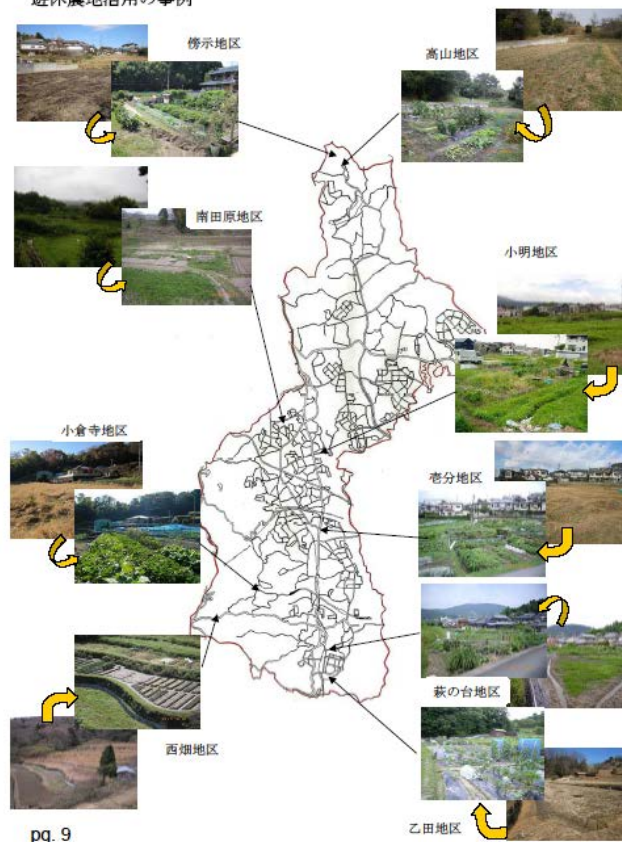 遊休農地活用の事例
傍示地区
高山地区
南田原地区
小明地区
小倉寺地区
壱分地区
萩の台地区
西畑地区
乙田地区
pg. 9